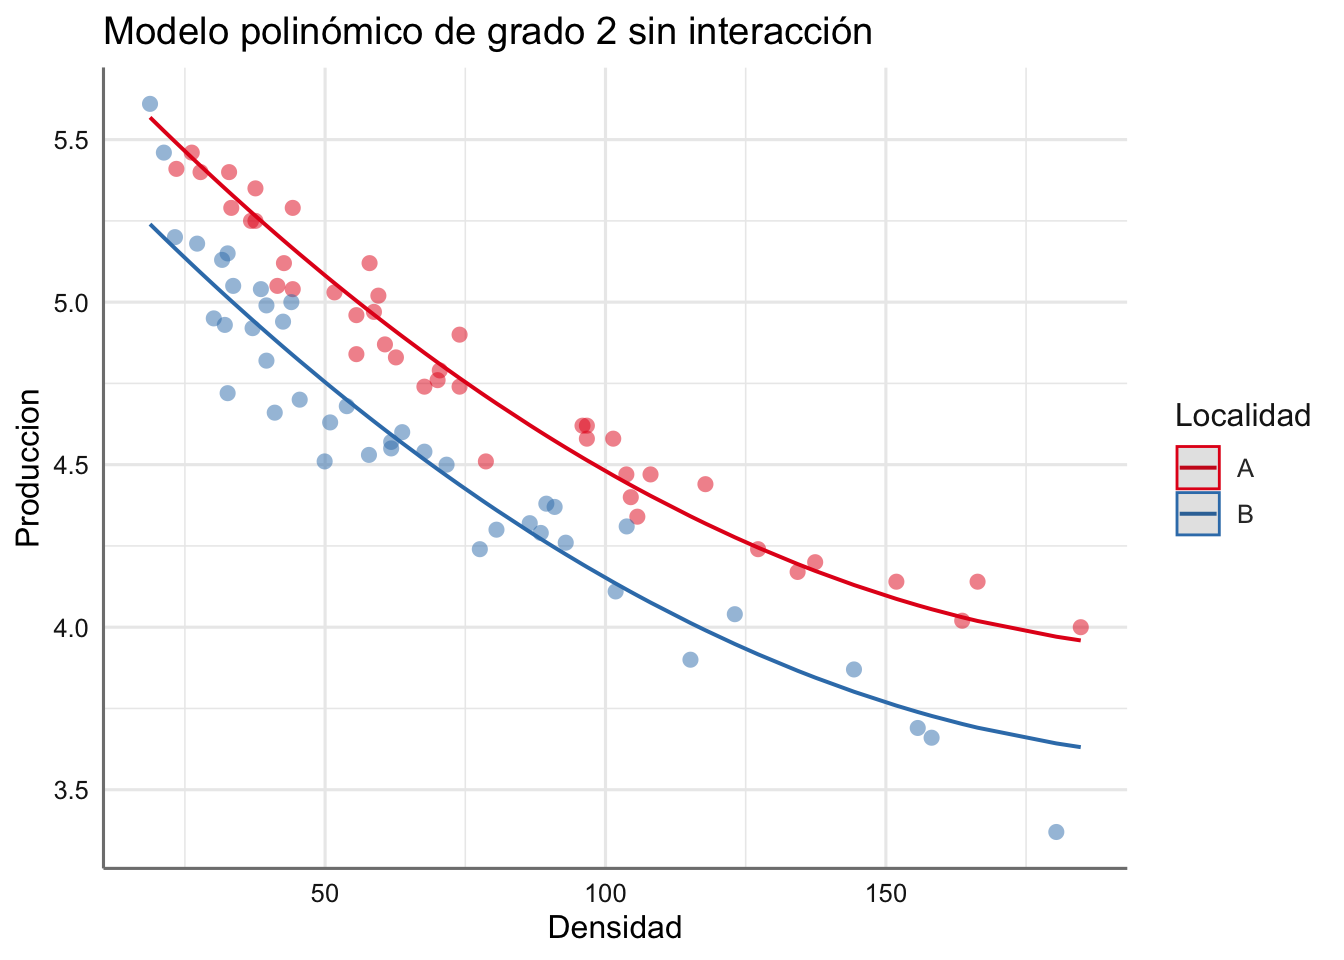 Modelo polinómico de grado 2 sin interacción
5.5
5.0
4.5
4.0
3.5
Produccion
50
100
150
Densidad
Localidad
A
B